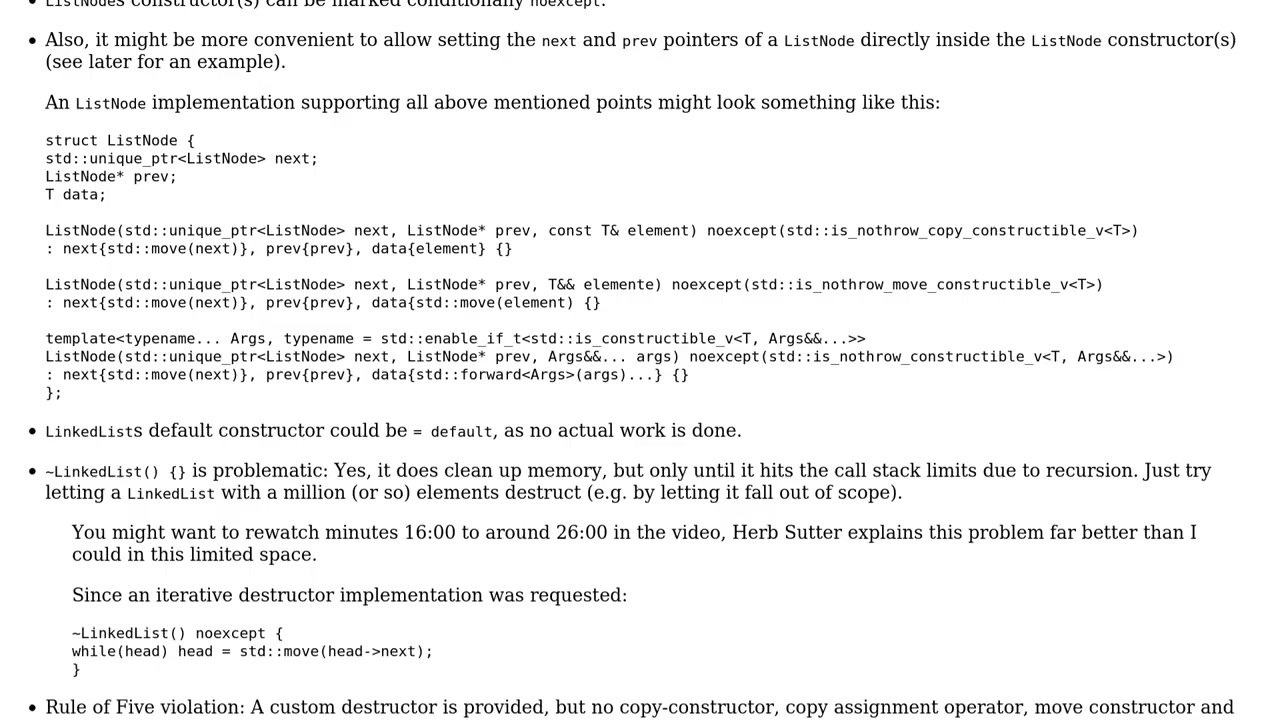 ListNodes constructor(s) can be marked conditionally noexcept.
Also, it might be more convenient to allow setting the next and prev pointers of a ListNode directly inside the ListNode constructor(s)
(see later for an example).
An ListNode implementation supporting all above mentioned points might look something like this:
struct ListNode {
std::unique_ptr<ListNode> next;
ListNode* prev;
T data;
ListNode(std::unique_ptr<ListNode> next, ListNode* prev, const T& element) noexcept(std::is_nothrow_copy_constructible_v<T>)
: next{std::move(next)}, prev{prev}, data{element} {}
ListNode(std::unique_ptr<ListNode> next, ListNode* prev, T&& elemente) noexcept(std::is_nothrow_move_constructible_v<T>)
: next{std::move(next)}, prev{prev}, data{std::move(element) {}
template<typename... Args, typename = std::enable_if_t<std::is_constructible_v<T, Args&&...>>
ListNode(std::unique_ptr<ListNode> next, ListNode* prev, Args&&... args) noexcept(std::is_nothrow_constructible_v<T, Args&&...>)
: next{std::move(next)}, prev{prev}, data{std::forward<Args>(args)...} {}
};
LinkedLists default constructor could be = default, as no actual work is done.
~LinkedList() {} is problematic: Yes, it does clean up memory, but only until it hits the call stack limits due to recursion. Just try
letting a LinkedList with a million (or so) elements destruct (e.g. by letting it fall out of scope).
You might want to rewatch minutes 16:00 to around 26:00 in the video, Herb Sutter explains this problem far better than I
could in this limited space.
Since an iterative destructor implementation was requested:
~LinkedList() noexcept {
while(head) head = std::move(head->next);
}
Rule of Five violation: A custom destructor is provided, but no copy-constructor, copy assignment operator, move constructor and